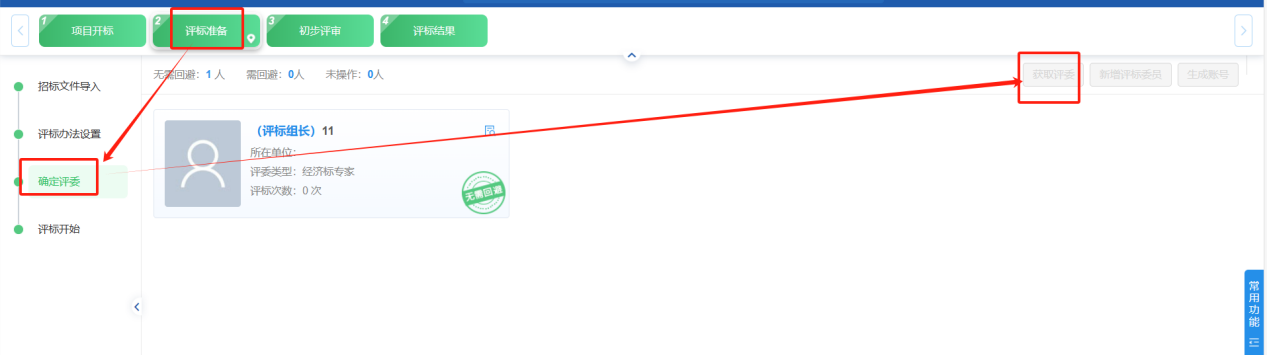 1 项目开标
2 评标准备
3 初步评审
4 评标结果
无需回避：1 人 需回避：0人 未操作：0人
获取评委 新增评标委员 生成账号
招标文件导入
评标办法设置
确定评委
评标开始
（评标组长）11
所在单位：
评委类型：经济标专家
评标次数：0 次
无需回避
常用功能